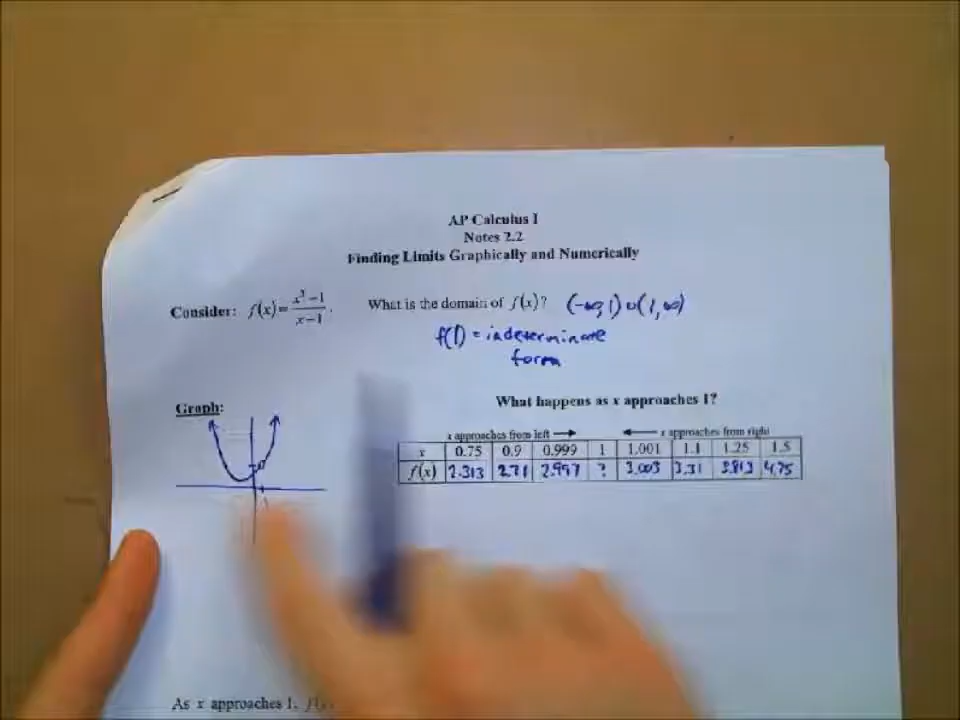 AP Calculus I
Notes 2.2
Finding Limits Graphically and Numerically
Consider: f(x) = (x³ − 1)/(x − 1). What is the domain of f(x)? (-∞,1)∪(1,∞)
f(1) = indeterminate
form
Graph:
What happens as x approaches 1?
x approaches from left → ← x approaches from right
x 0.75 0.9 0.999 1 1.001 1.1 1.25 1.5
f(x) 2.313 2.71 2.997 ? 3.003 3.31 3.813 4.75
As x approaches 1,